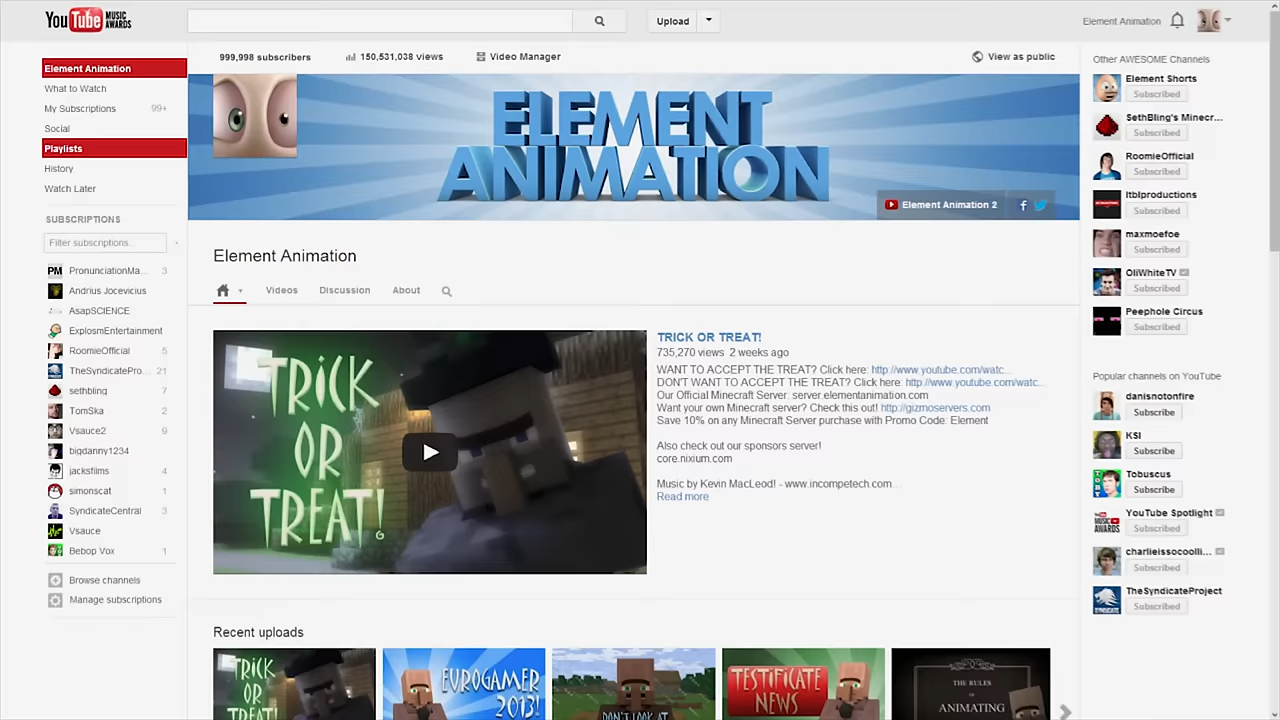 YouTube MUSIC AWARDS
Upload
Element Animation
999,998 subscribers
150,531,038 views
Video Manager
View as public
Element Animation
What to Watch
My Subscriptions 99+
Social
Playlists
History
Watch Later
SUBSCRIPTIONS
Filter subscriptions.
PM PronunciationMa... 3
Andrius Jocevicius
AsapSCIENCE
ExplosmEntertainment
RoomieOfficial 5
TheSyndicatePro... 21
sethbling 7
TomSka 2
Vsauce2 9
bigdanny1234
jacksfilms 4
simonscat 1
SyndicateCentral 3
Vsauce
Bebop Vox 1
Browse channels
Manage subscriptions
ELEMENT
ANIMATION
Element Animation 2
Element Animation
Videos
Discussion
About
TRICK
OR
TREAT!
TRICK OR TREAT!
735,270 views 2 weeks ago
WANT TO ACCEPT THE TREAT? Click here: http://www.youtube.com/watc...
DON'T WANT TO ACCEPT THE TREAT? Click here: http://www.youtube.com/watc...
Our Official Minecraft Server: server.elementanimation.com
Want your own Minecraft server? Check this out! http://gizmoservers.com
Save 10% on any Minecraft Server purchase with Promo Code: Element
Also check out our sponsors server!
core.nixium.com
Music by Kevin MacLeod! - www.incompetech.com...
Read more
Recent uploads
TRICK
OR
EUROGAMER
2013!
DON'T LOOK AT
TESTIFICATE
NEWS
THE RULES
OF
ANIMATING
Other AWESOME Channels
Element Shorts
Subscribed
SethBling's Minecr...
Subscribed
RoomieOfficial
Subscribed
ltblproductions
Subscribed
maxmoefoe
Subscribed
OliWhiteTV
Subscribed
Peephole Circus
Subscribed
Popular channels on YouTube
danisnotonfire
Subscribe
KSI
Subscribe
Tobuscus
Subscribe
YouTube Spotlight
Subscribed
charlieissocoolli...
Subscribed
TheSyndicateProject
Subscribed